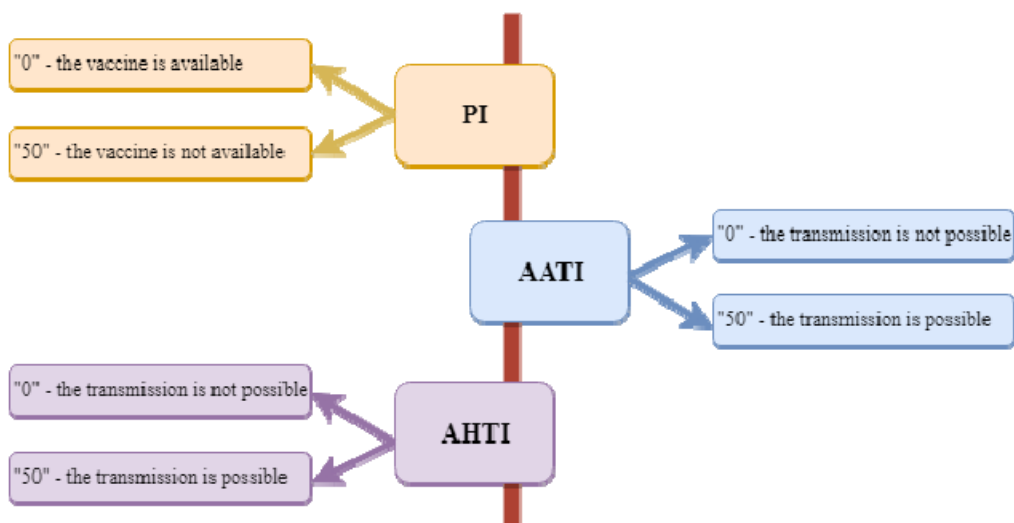 "0" - the vaccine is available
PI
"50" - the vaccine is not available
"0" - the transmission is not possible
AATI
"50" - the transmission is possible
"0" - the transmission is not possible
AHTI
"50" - the transmission is possible